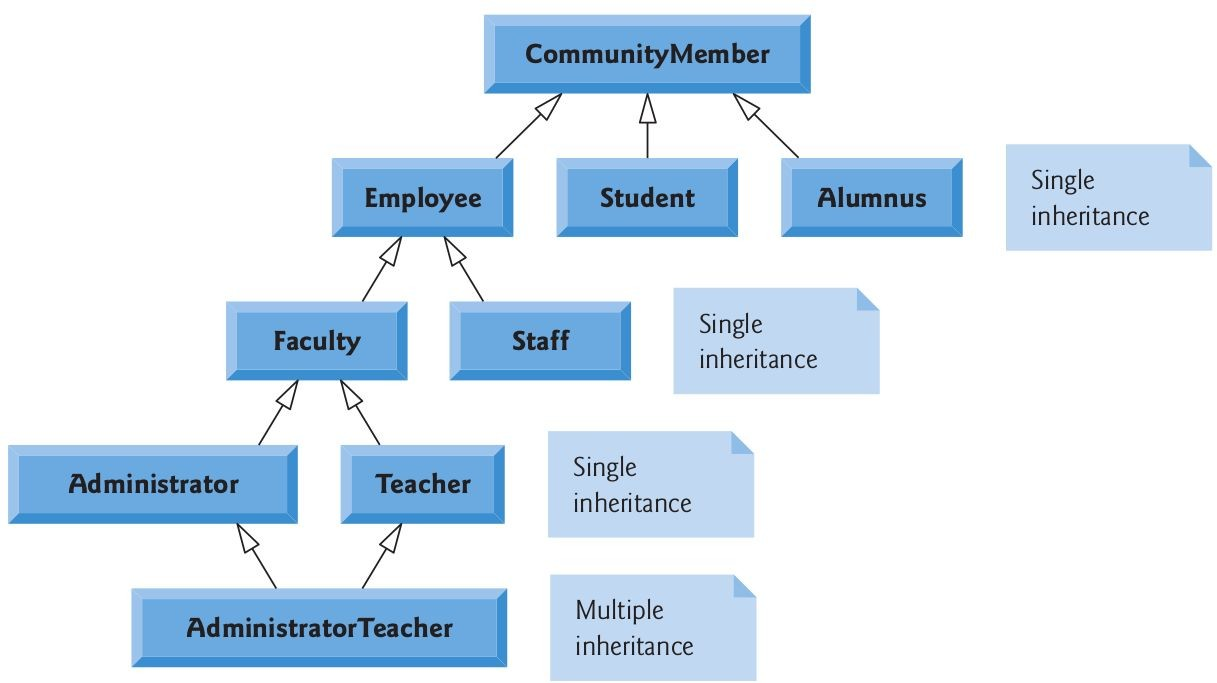 CommunityMember
Employee
Student
Alumnus
Single
inheritance
Faculty
Staff
Single
inheritance
Administrator
Teacher
Single
inheritance
AdministratorTeacher
Multiple
inheritance